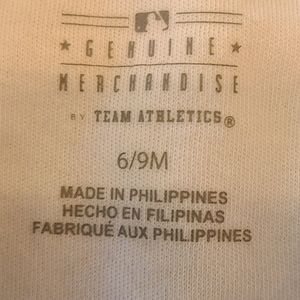 ★ GENUINE ★
MERCHANDISE
BY TEAM ATHLETICS®
6/9M
MADE IN PHILIPPINES
HECHO EN FILIPINAS
FABRIQUÉ AUX PHILIPPINES